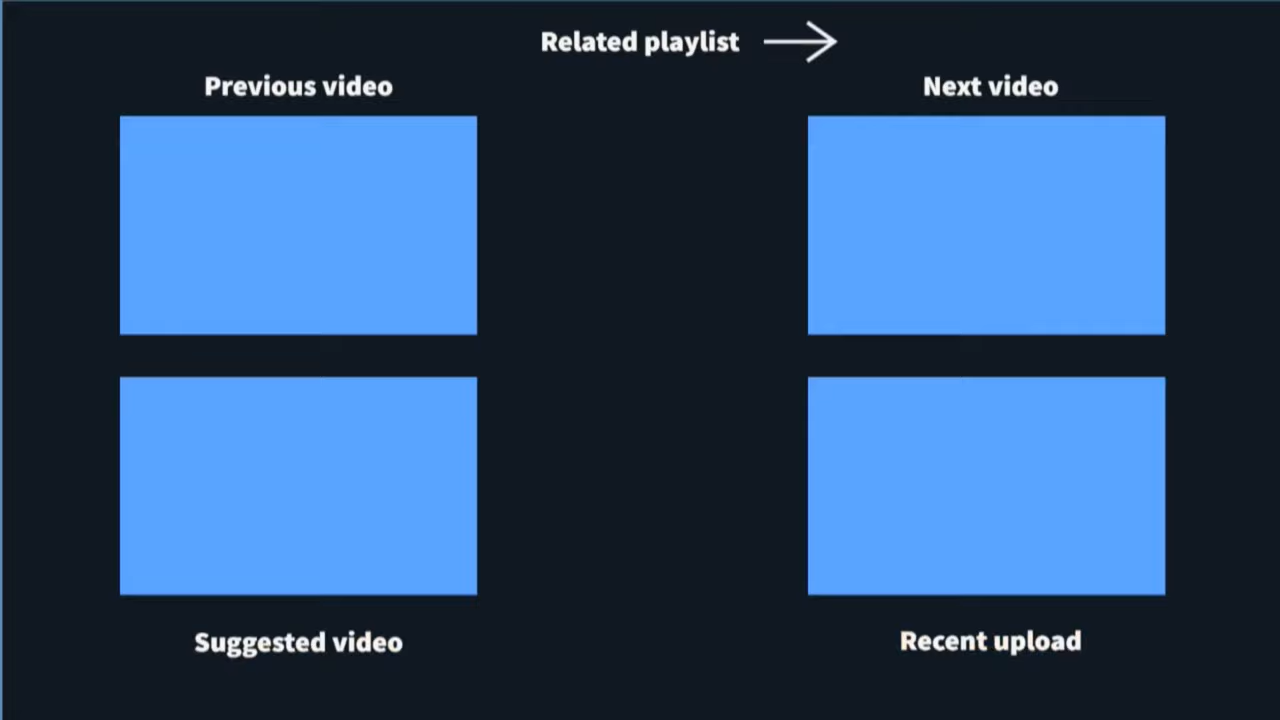 Related playlist
Previous video
Next video
Suggested video
Recent upload